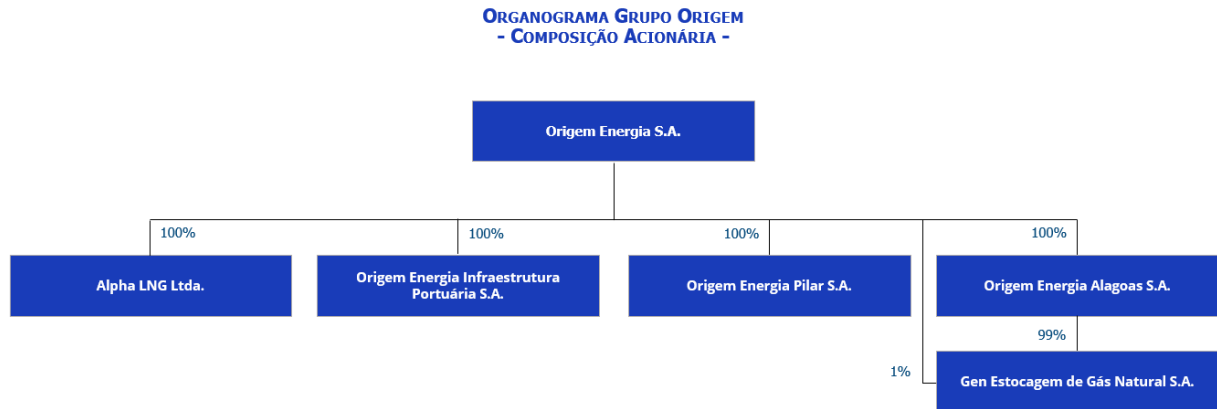 Organograma Grupo Origem
- Composição Acionária -
Origem Energia S.A.
100%
100%
100%
100%
Alpha LNG Ltda.
Origem Energia Infraestrutura
Portuária S.A.
Origem Energia Pilar S.A.
Origem Energia Alagoas S.A.
99%
1%
Gen Estocagem de Gás Natural S.A.